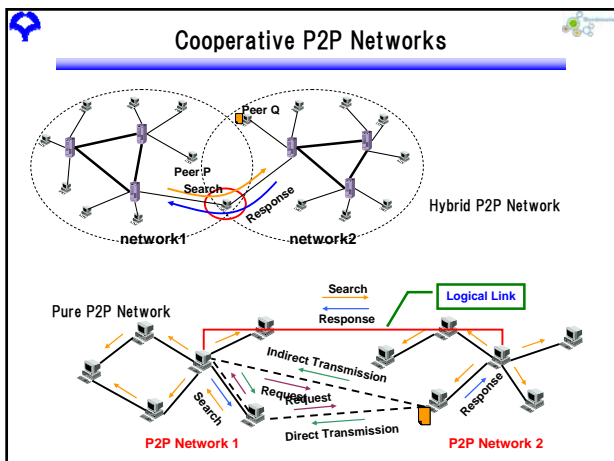 Cooperative P2P Networks
Peer Q
Peer P
Search
Response
network1
network2
Hybrid P2P Network
Pure P2P Network
Search
Response
Logical Link
Indirect Transmission
Request
Request
Search
Response
Direct Transmission
P2P Network 1
P2P Network 2